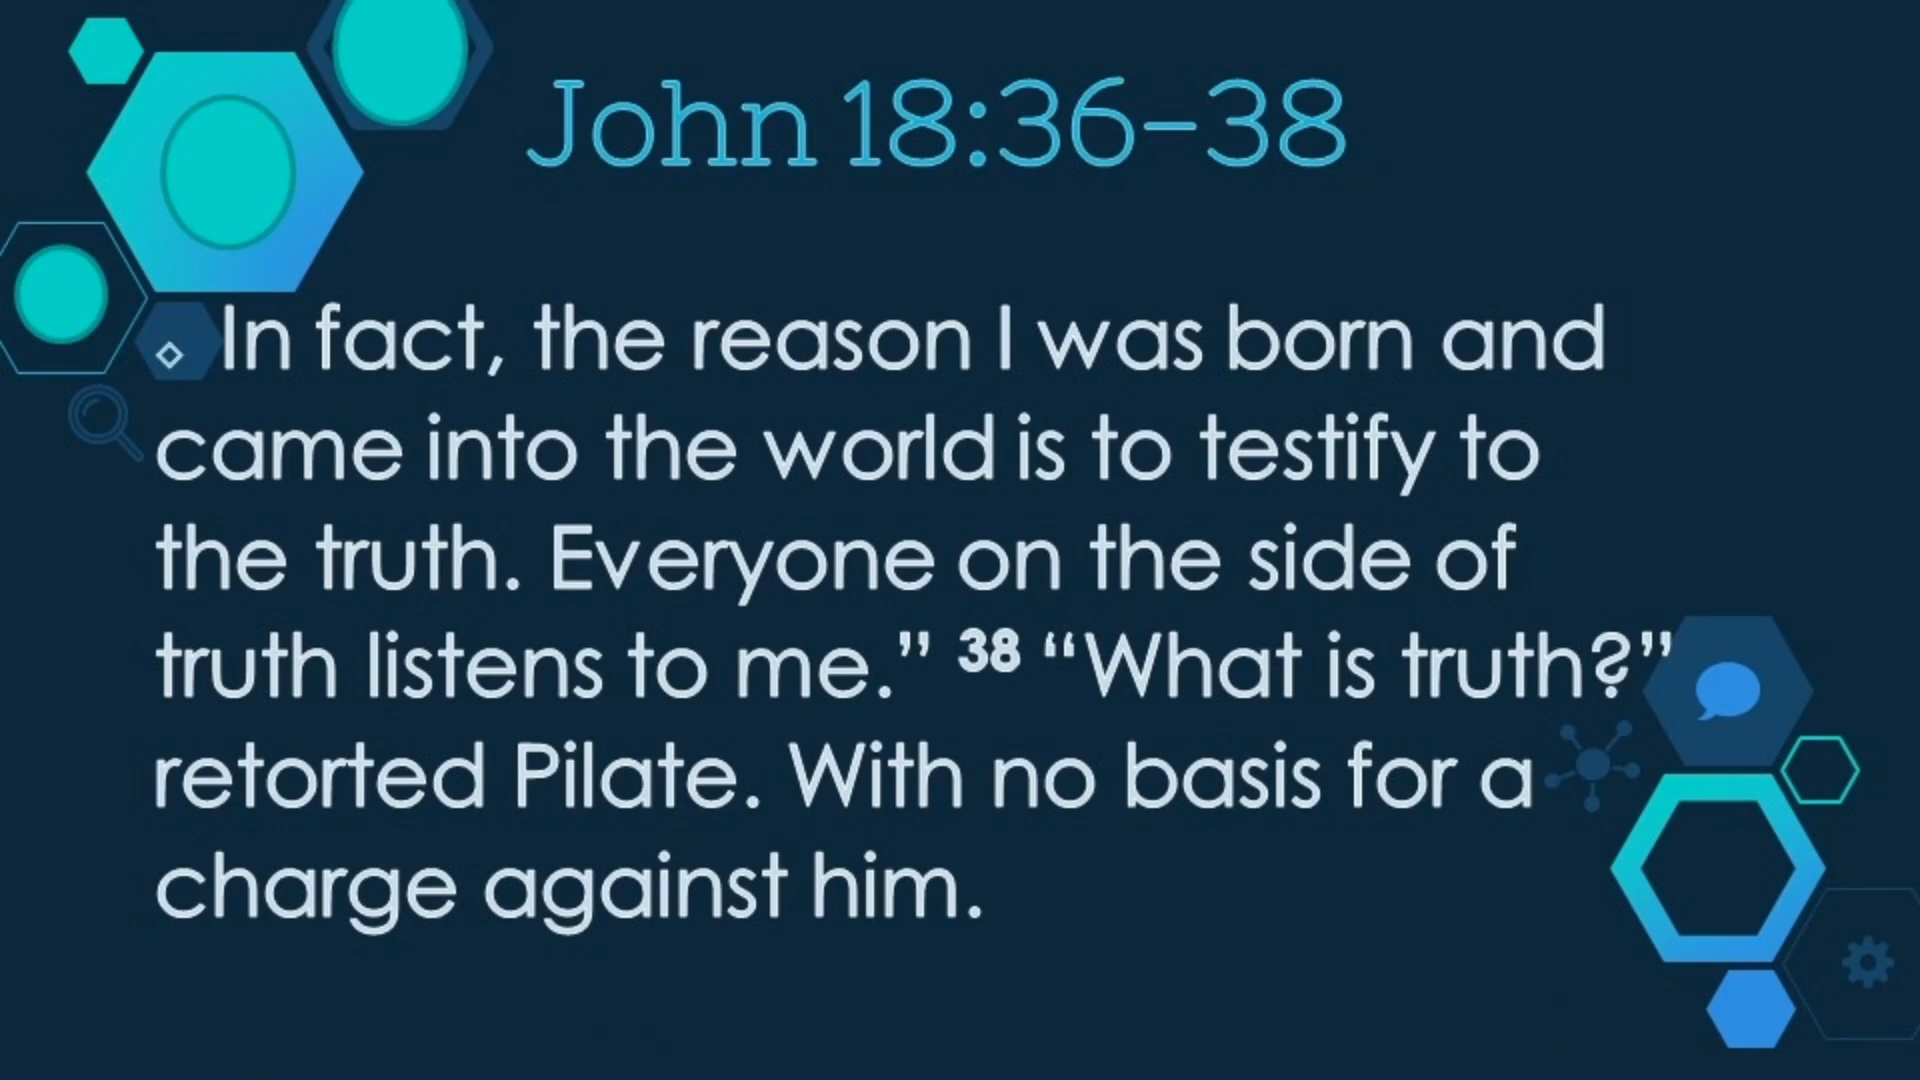 John 18:36–38
In fact, the reason I was born and
came into the world is to testify to
the truth. Everyone on the side of
truth listens to me.” 38 “What is truth?”
retorted Pilate. With no basis for a
charge against him.